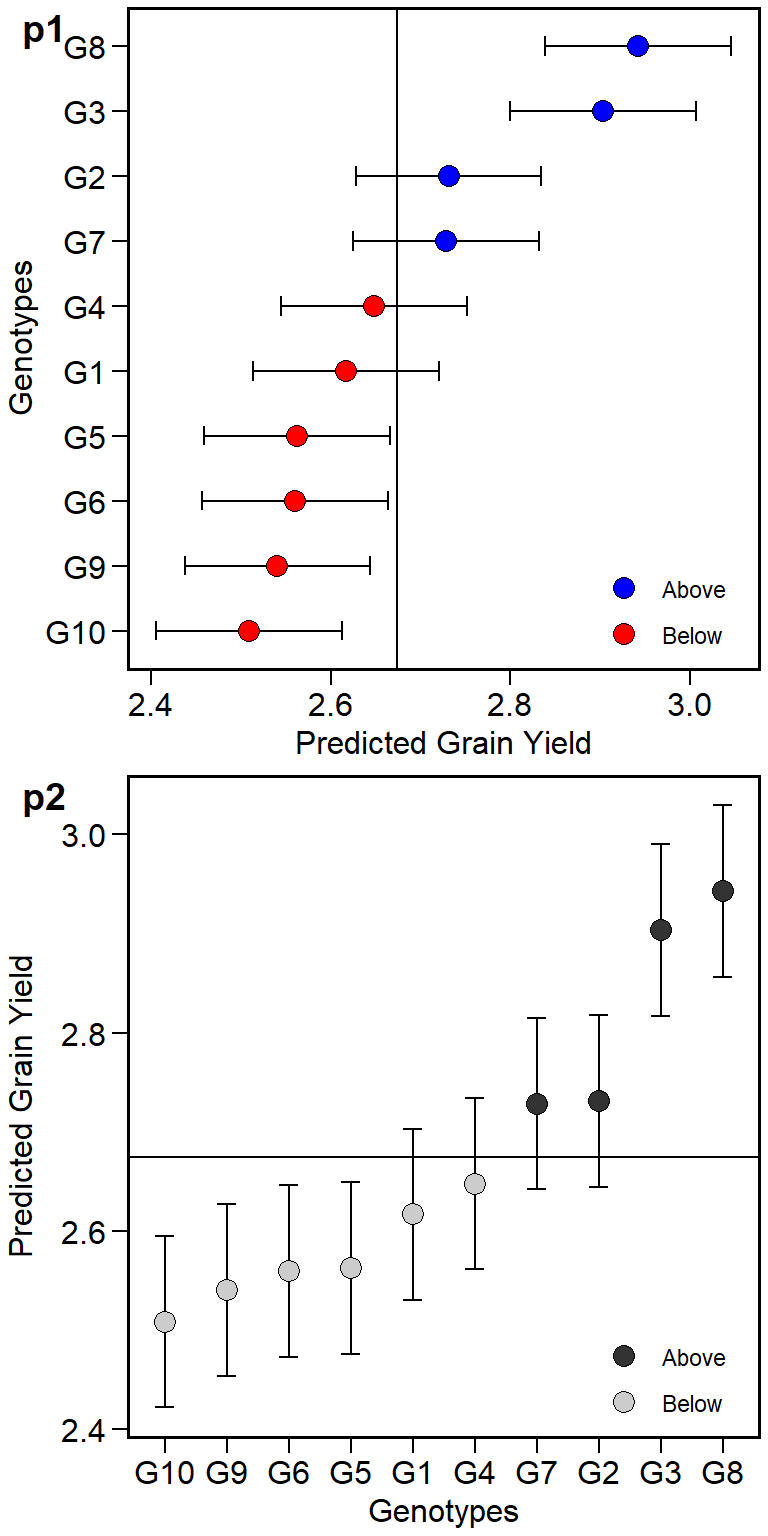 p1
G8
G3
G2
G7
G4
G1
G5
G6
G9
G10
Genotypes
Above
Below
2.4 2.6 2.8 3.0
Predicted Grain Yield
p2
3.0
2.8
2.6
2.4
Predicted Grain Yield
Above
Below
G10 G9 G6 G5 G1 G4 G7 G2 G3 G8
Genotypes